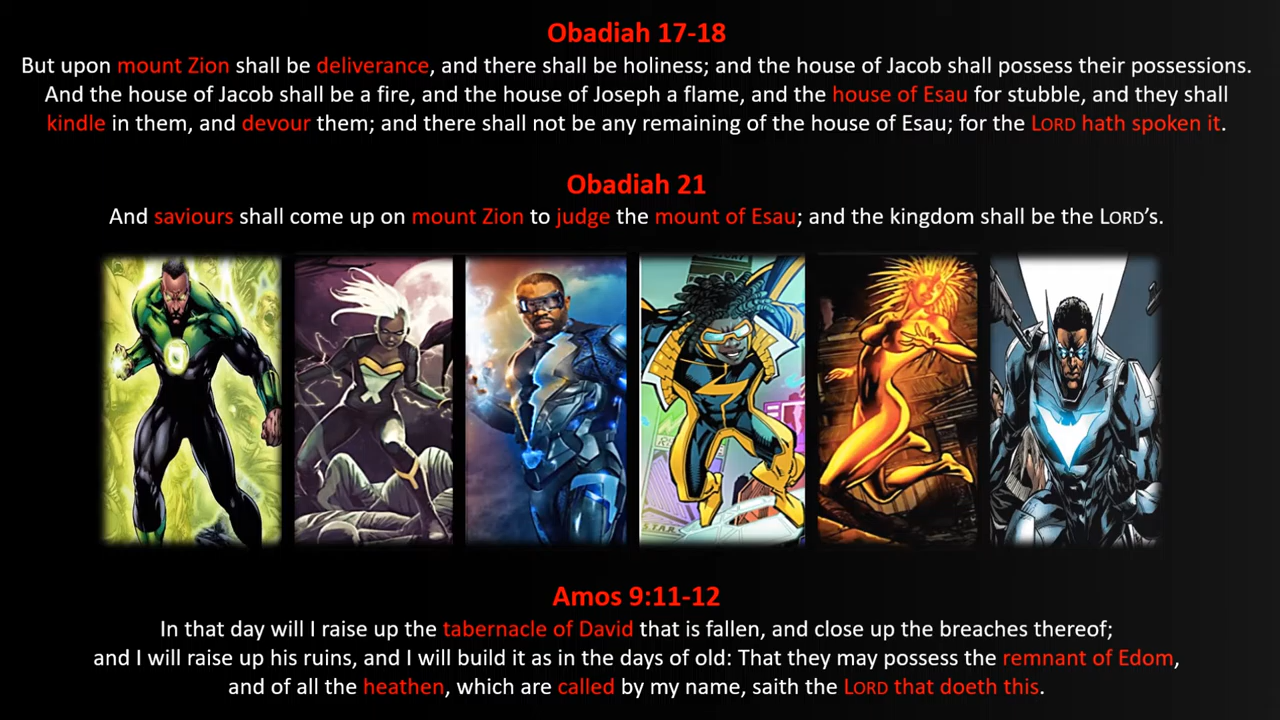 Obadiah 17-18
But upon mount Zion shall be deliverance, and there shall be holiness; and the house of Jacob shall possess their possessions.
And the house of Jacob shall be a fire, and the house of Joseph a flame, and the house of Esau for stubble, and they shall
kindle in them, and devour them; and there shall not be any remaining of the house of Esau; for the LORD hath spoken it.
Obadiah 21
And saviours shall come up on mount Zion to judge the mount of Esau; and the kingdom shall be the LORD's.
Amos 9:11-12
In that day will I raise up the tabernacle of David that is fallen, and close up the breaches thereof;
and I will raise up his ruins, and I will build it as in the days of old: That they may possess the remnant of Edom,
and of all the heathen, which are called by my name, saith the LORD that doeth this.